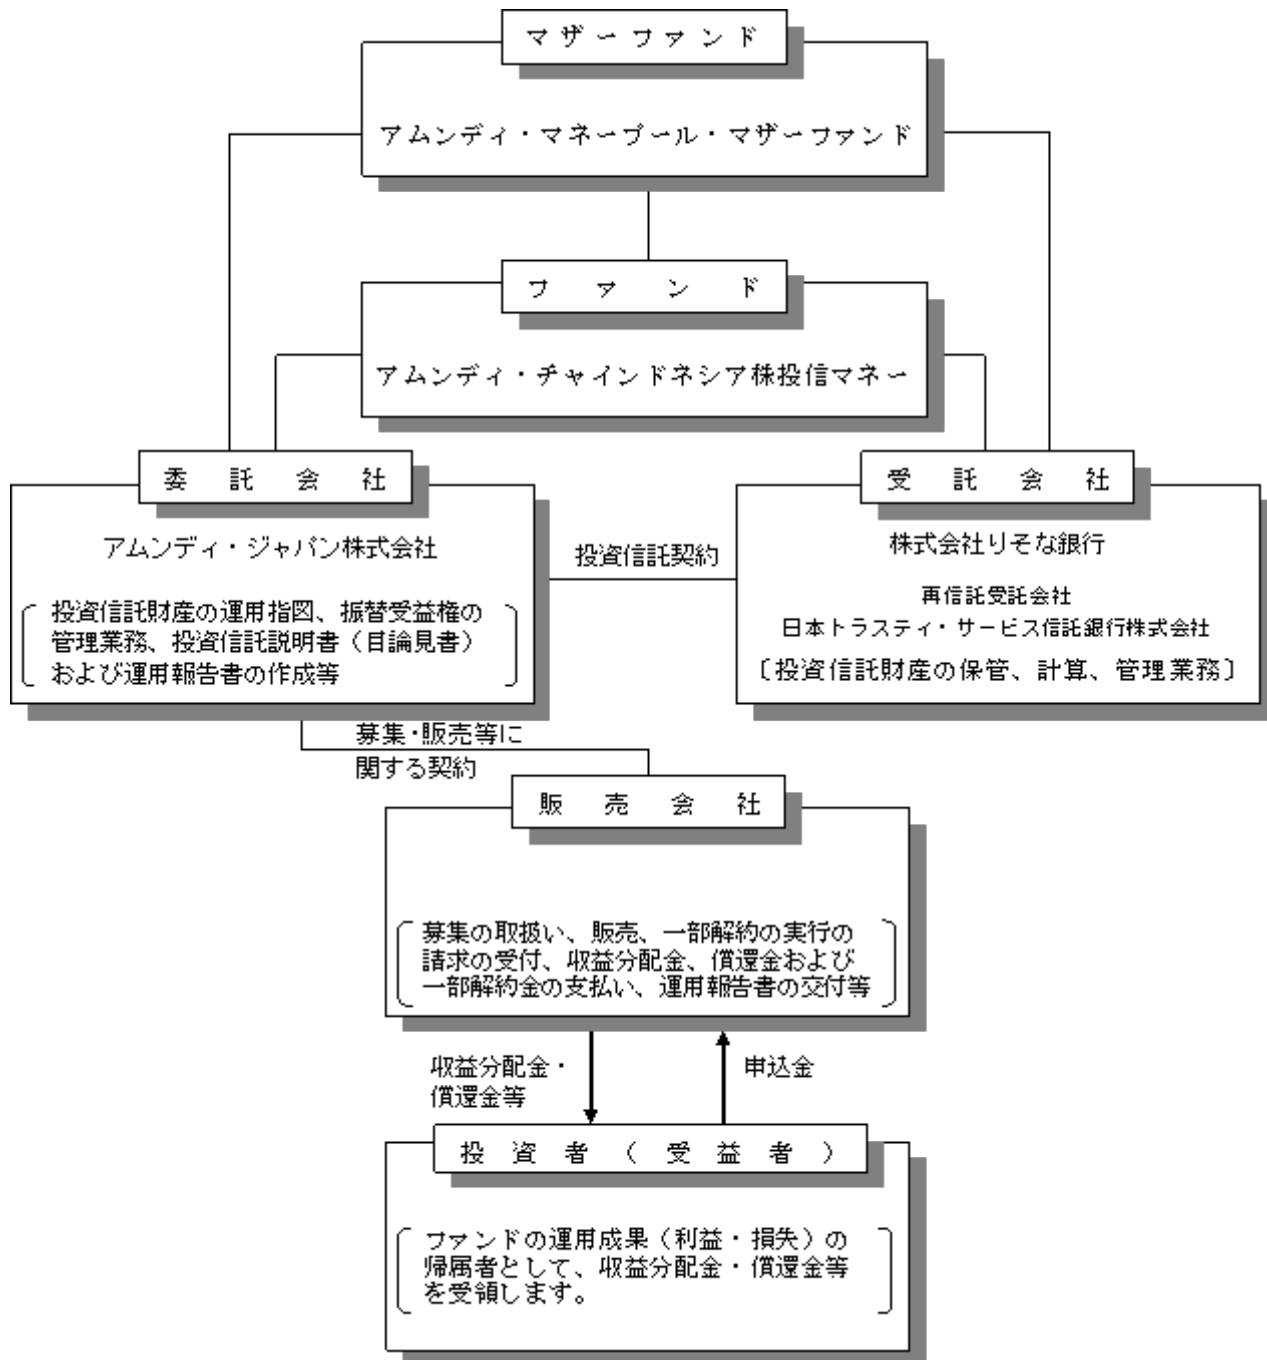 マザーファンド
アムンディ・マネープール・マザーファンド
ファンド
アムンディ・チャインドネシア株投信マネー
委託会社
アムンディ・ジャパン株式会社
投資信託財産の運用指図、振替受益権の
管理業務、投資信託説明書（目論見書）
および運用報告書の作成等
投資信託契約
受託会社
株式会社りそな銀行
再信託受託会社
日本トラスティ・サービス信託銀行株式会社
〔投資信託財産の保管、計算、管理業務〕
募集・販売等に
関する契約
販売会社
募集の取扱い、販売、一部解約の実行の
請求の受付、収益分配金、償還金および
一部解約金の支払い、運用報告書の交付等
収益分配金・
償還金等
申込金
投資者（受益者）
ファンドの運用成果（利益・損失）の
帰属者として、収益分配金・償還金等
を受領します。